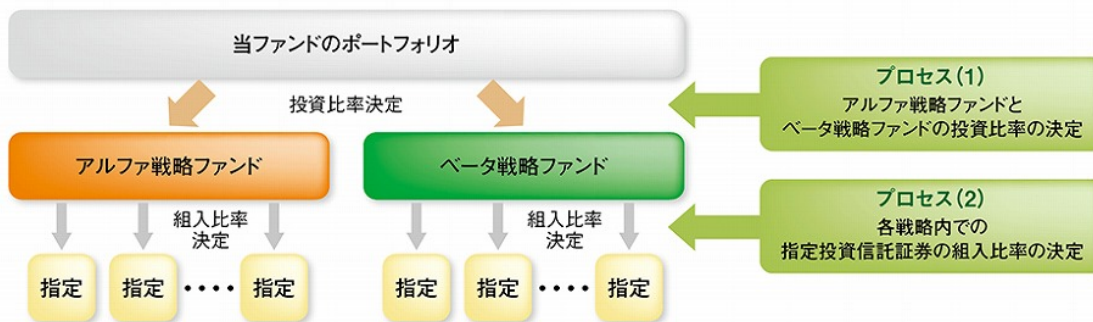 当ファンドのポートフォリオ
投資比率決定
プロセス(1)
アルファ戦略ファンドと
ベータ戦略ファンドの投資比率の決定
アルファ戦略ファンド
ベータ戦略ファンド
組入比率
決定
組入比率
決定
プロセス(2)
各戦略内での
指定投資信託証券の組入比率の決定
指定 指定 ・・・・ 指定
指定 指定 ・・・・ 指定